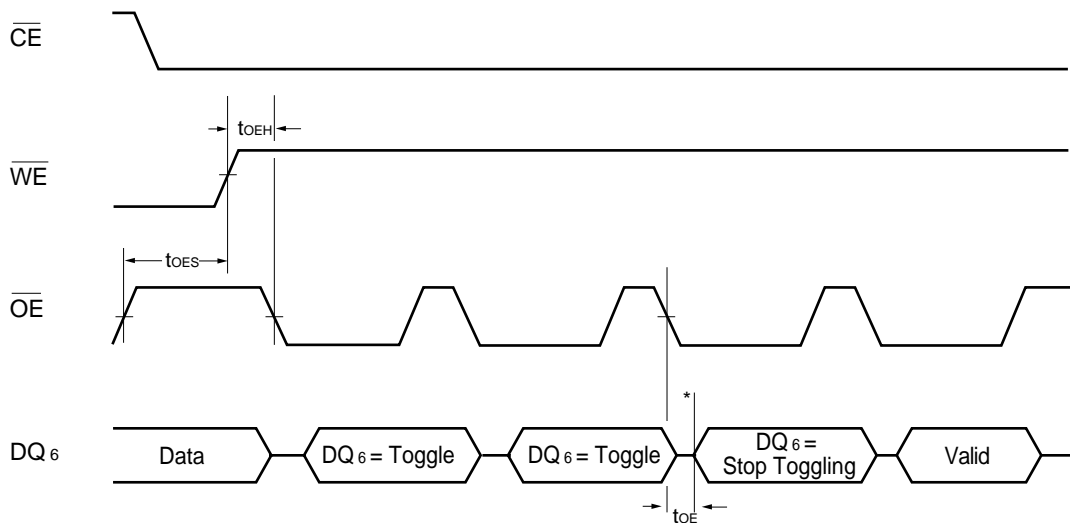 CE
tOEH
WE
tOES
OE
*
DQ6
Data
DQ6 = Toggle
DQ6 = Toggle
DQ6 =
Stop Toggling
Valid
tOE